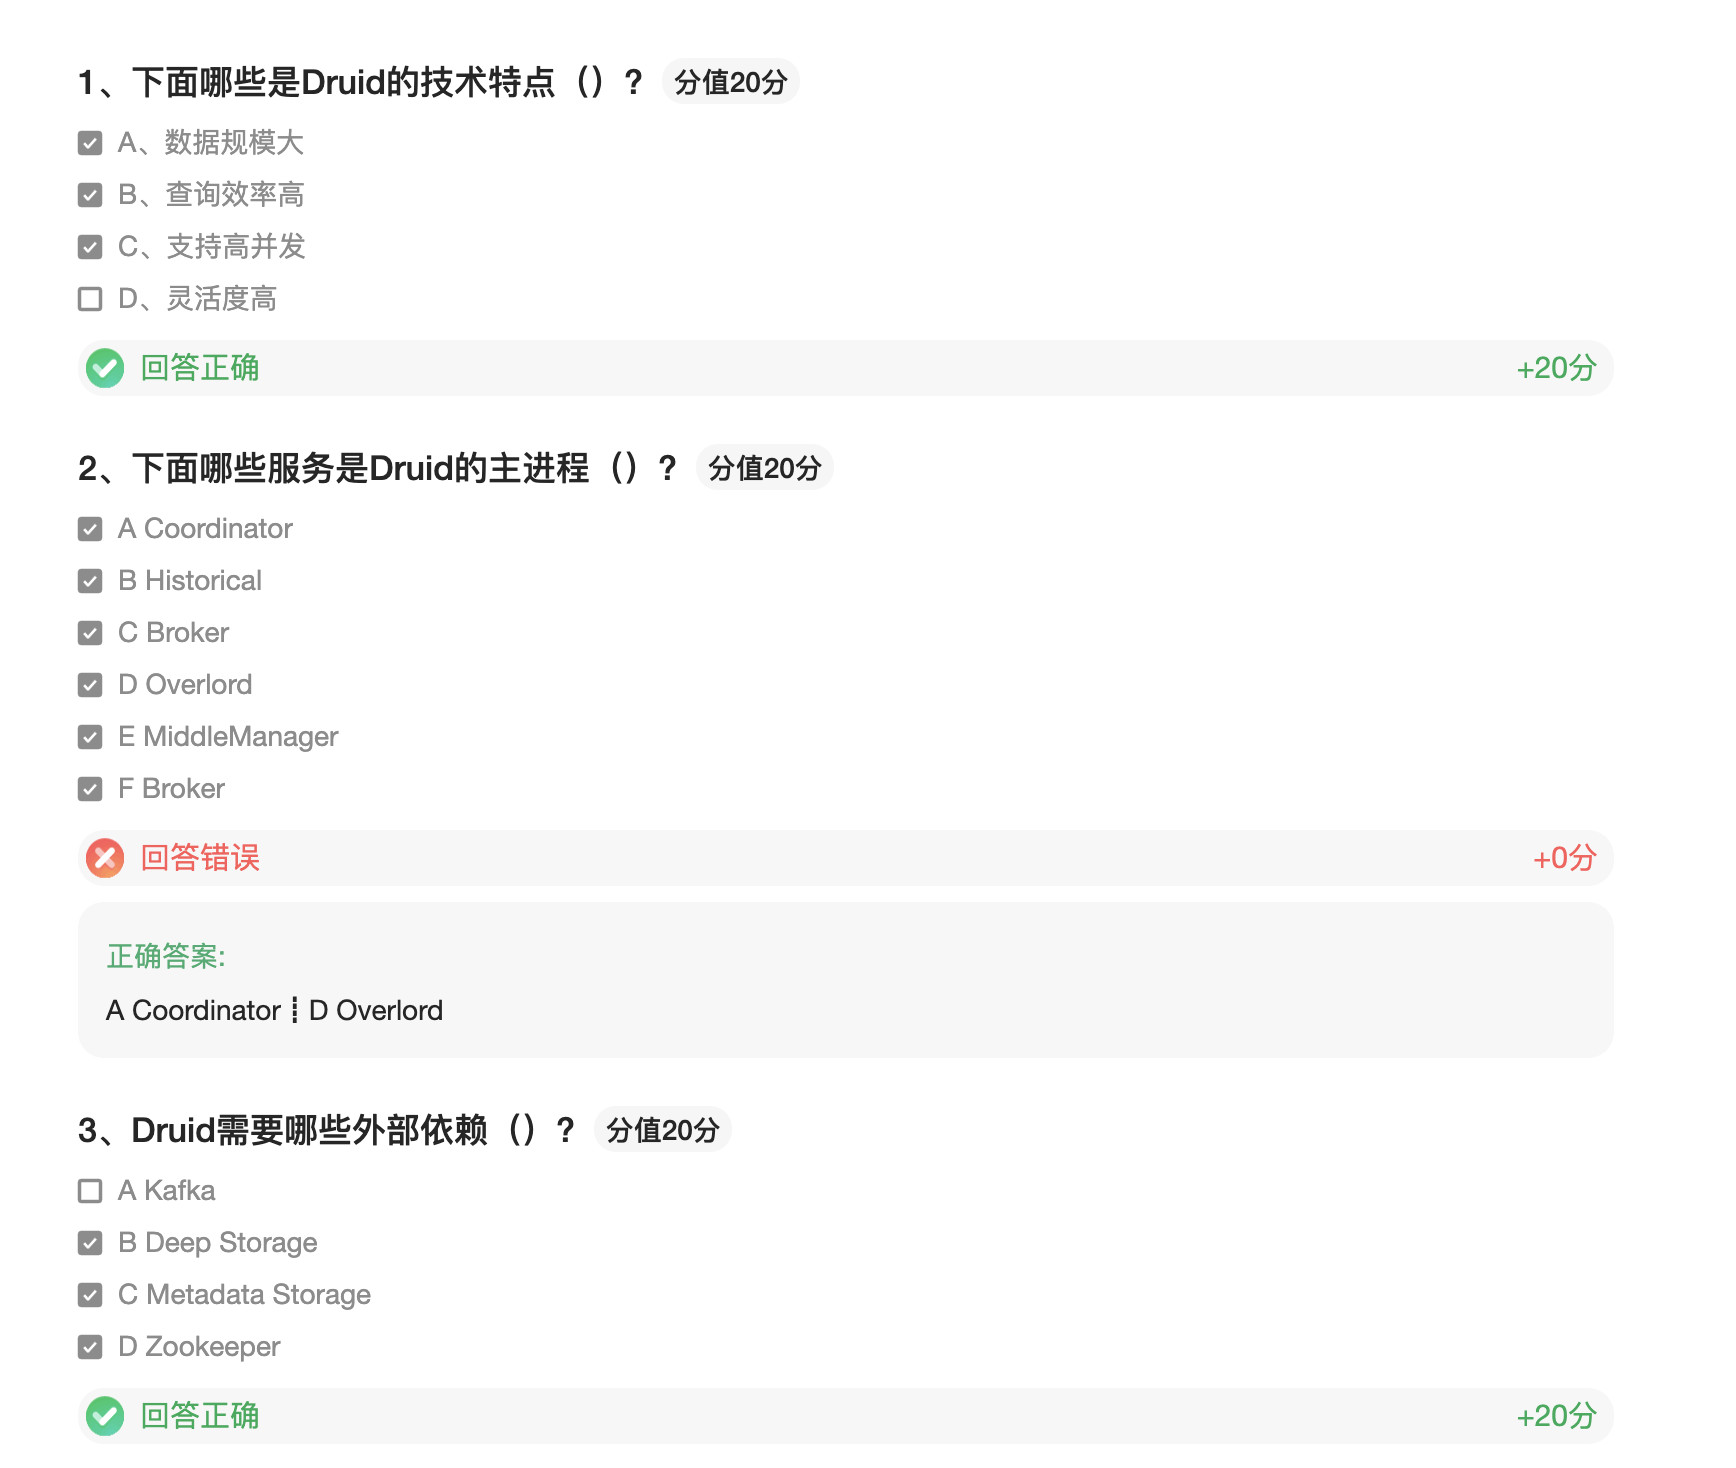 1、下面哪些是Druid的技术特点（）? 分值20分
A、数据规模大
B、查询效率高
C、支持高并发
D、灵活度高
回答正确 +20分
2、下面哪些服务是Druid的主进程（）? 分值20分
A Coordinator
B Historical
C Broker
D Overlord
E MiddleManager
F Broker
回答错误 +0分
正确答案:
A Coordinator ┋ D Overlord
3、Druid需要哪些外部依赖（）? 分值20分
A Kafka
B Deep Storage
C Metadata Storage
D Zookeeper
回答正确 +20分